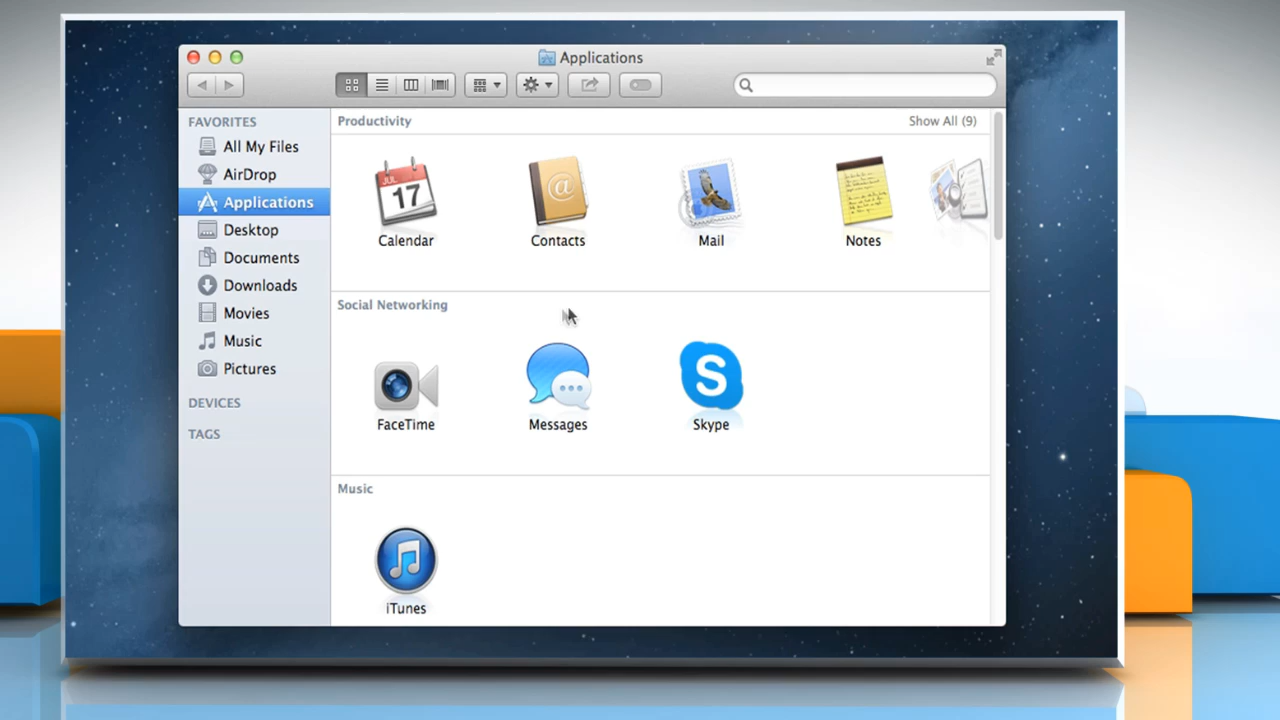 Applications
FAVORITES
All My Files
AirDrop
Applications
Desktop
Documents
Downloads
Movies
Music
Pictures
DEVICES
TAGS
Productivity
Show All (9)
JUL
17
@
Calendar
Contacts
Mail
Notes
Social Networking
S
FaceTime
Messages
Skype
Music
iTunes